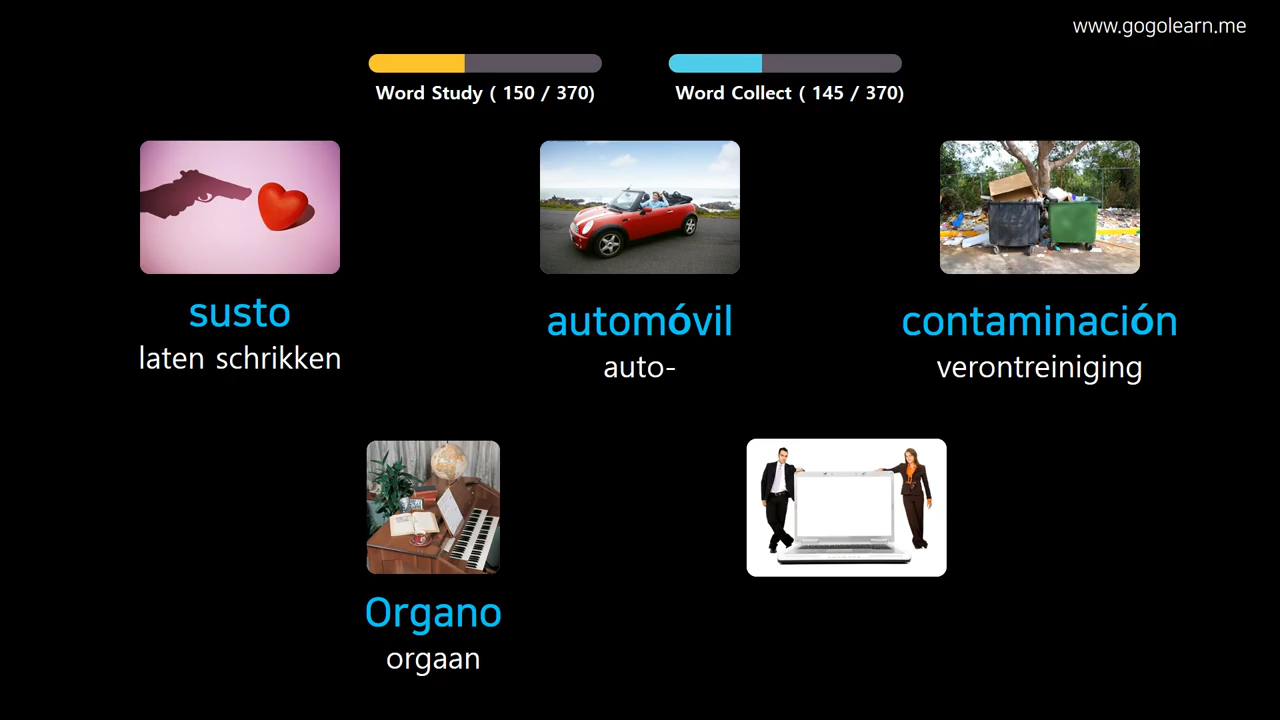 www.gogolearn.me
Word Study ( 150 / 370)
Word Collect ( 145 / 370)
susto
laten schrikken
automóvil
auto-
contaminación
verontreiniging
Organo
orgaan